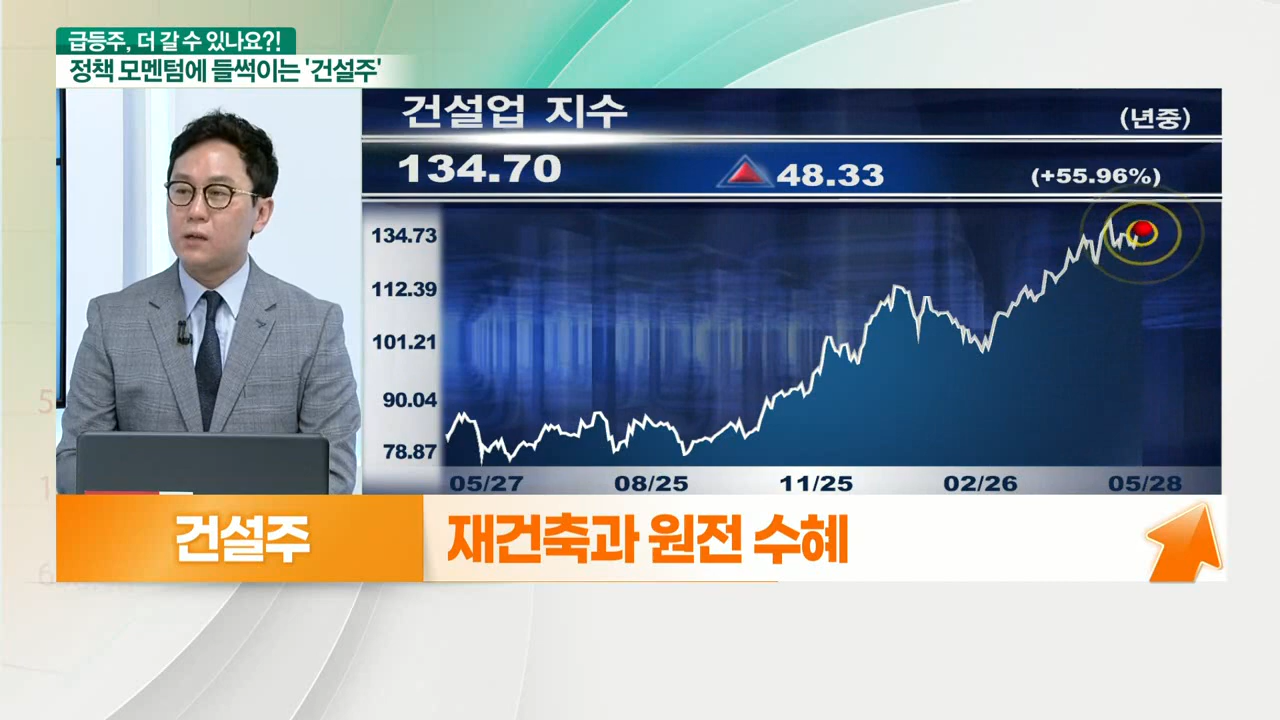 급등주, 더 갈 수 있나요?!
정책 모멘텀에 들썩이는 '건설주'
건설업 지수
(년중)
134.70
48.33
(+55.96%)
134.73
112.39
101.21
90.04
78.87
05/27
08/25
11/25
02/26
05/28
건설주
재건축과 원전 수혜
5
1
6